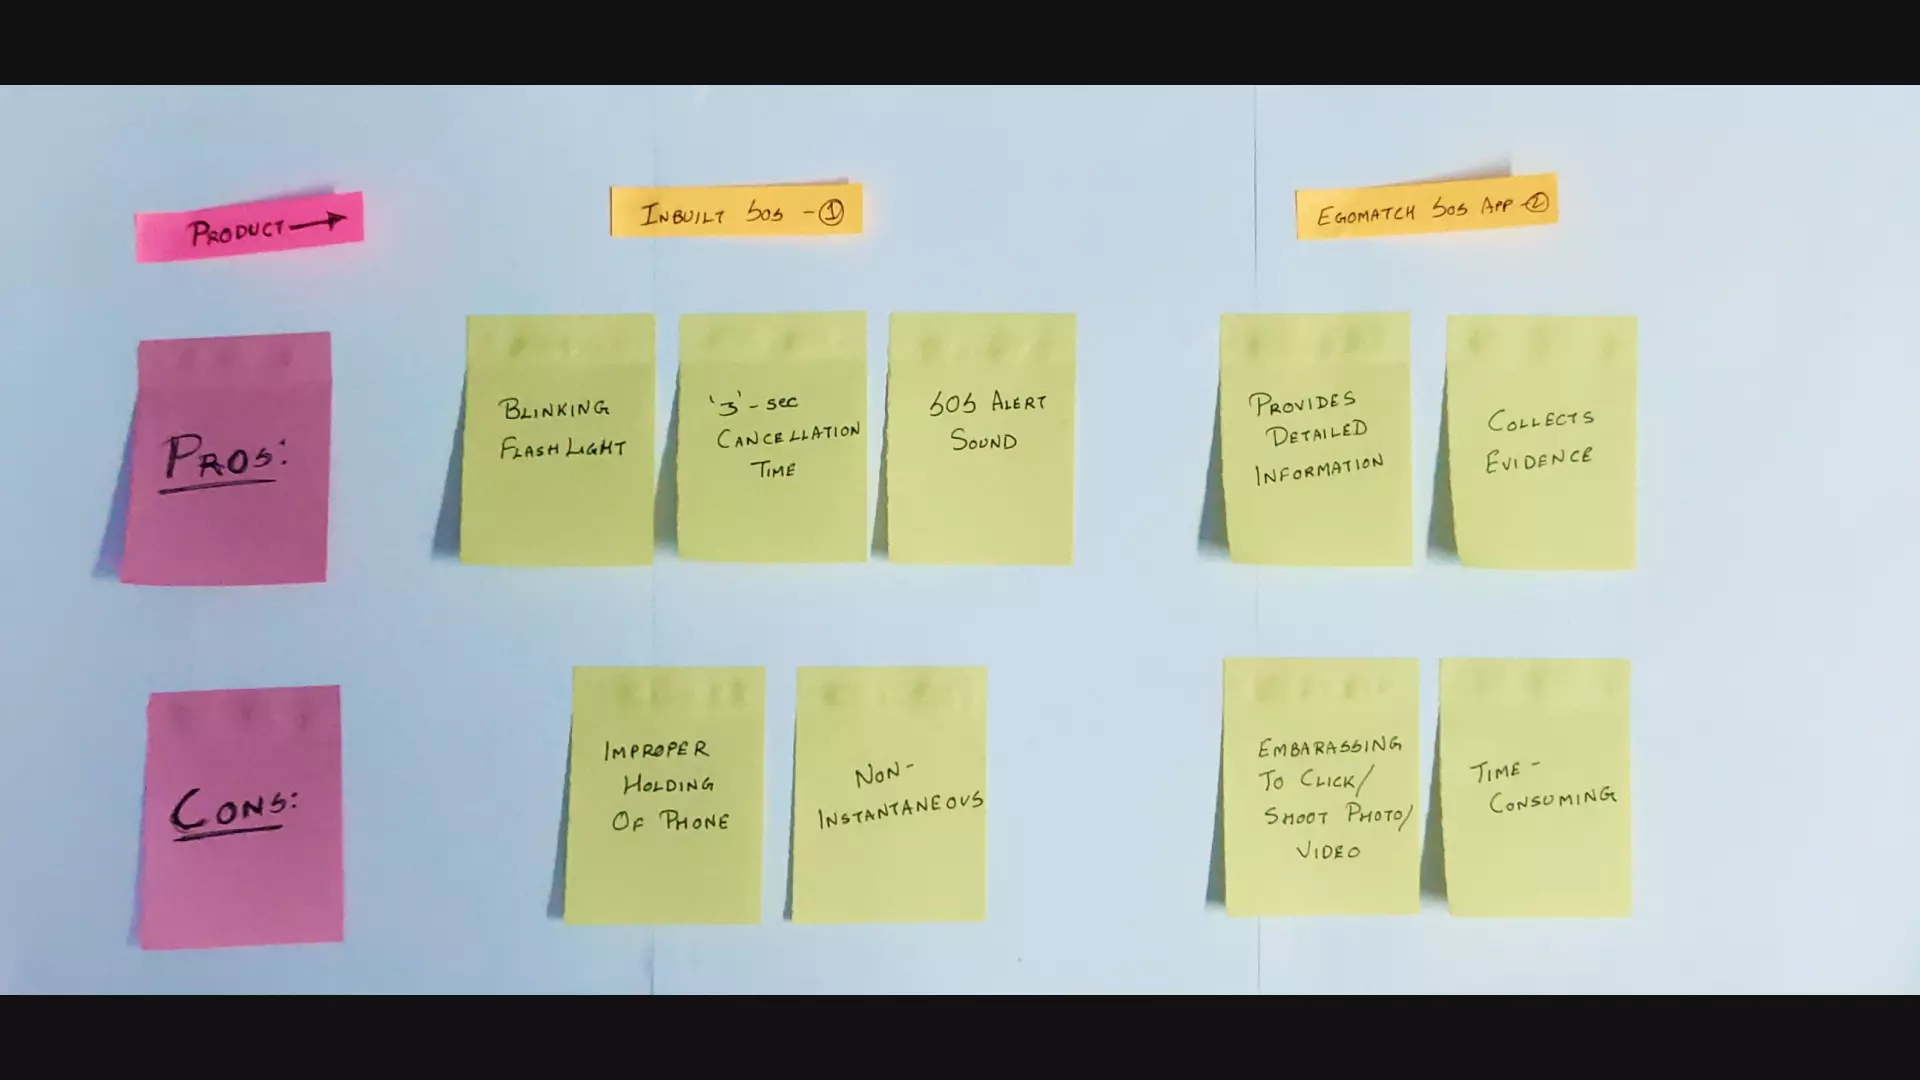 PRODUCT →
INBUILT SOS - ①
EGOMATCH SOS APP - ②
PROS:
BLINKING
FLASH LIGHT
'3' - SEC
CANCELLATION
TIME
SOS ALERT
SOUND
PROVIDES
DETAILED
INFORMATION
COLLECTS
EVIDENCE
CONS:
IMPROPER
HOLDING
OF PHONE
NON-
INSTANTANEOUS
EMBARASSING
TO CLICK/
SHOOT PHOTO/
VIDEO
TIME -
CONSUMING